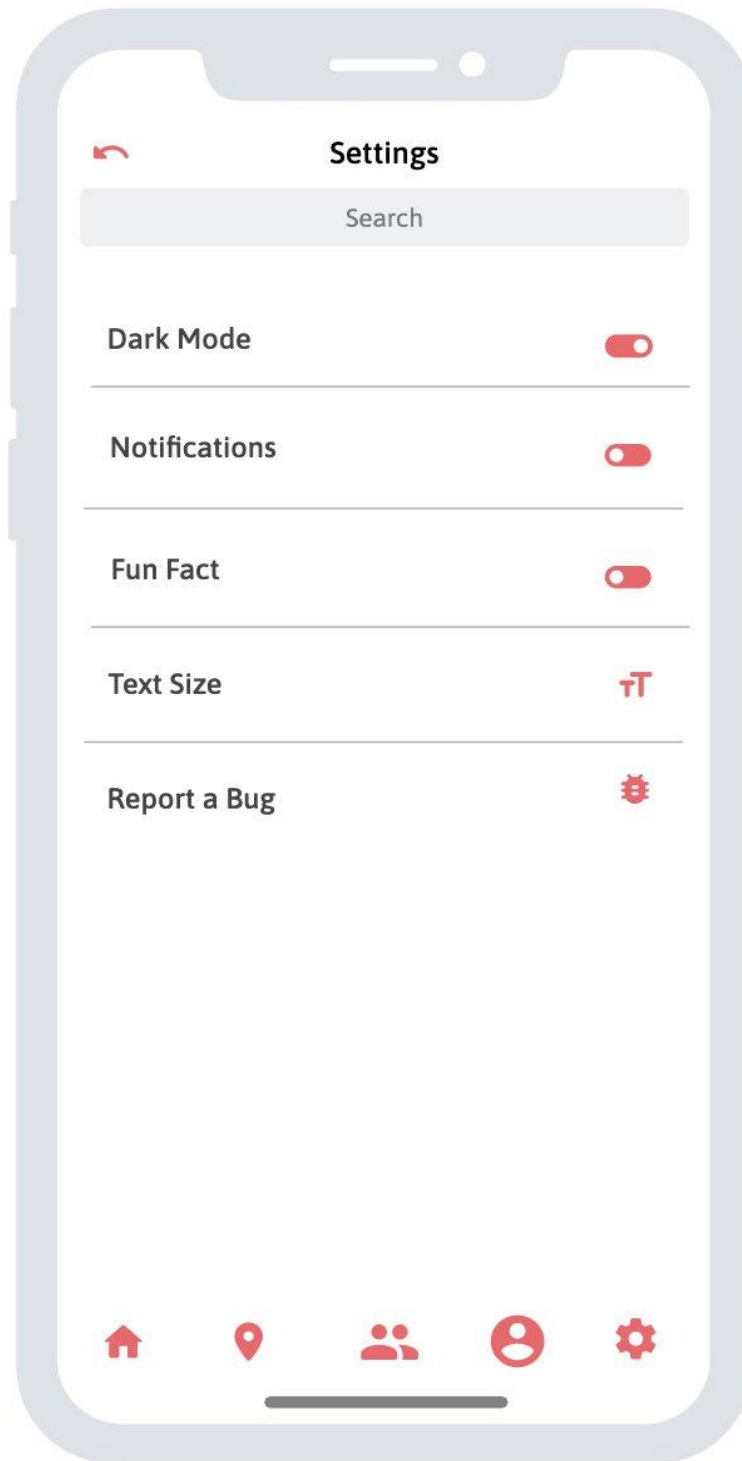 Settings
Search
Dark Mode
Notifications
Fun Fact
Text Size
Report a Bug